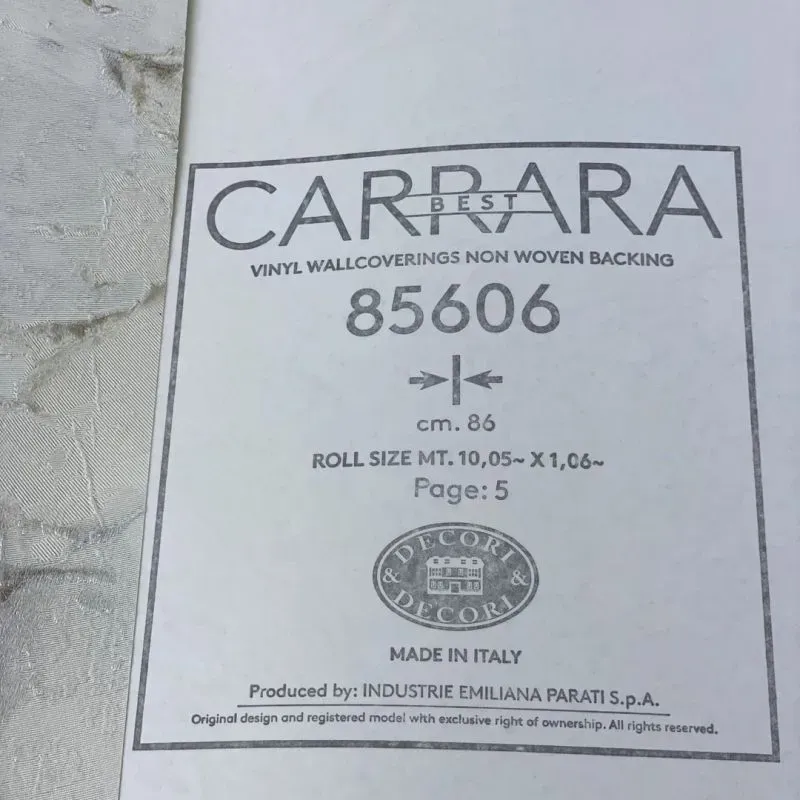 CARRARA
BEST
VINYL WALLCOVERINGS NON WOVEN BACKING
85606
cm. 86
ROLL SIZE MT. 10,05~ X 1,06~
Page: 5
DECORI
& &
DECORI
MADE IN ITALY
Produced by: INDUSTRIE EMILIANA PARATI S.p.A.
Original design and registered model whth exclusive right of ownership. All rights reserved.